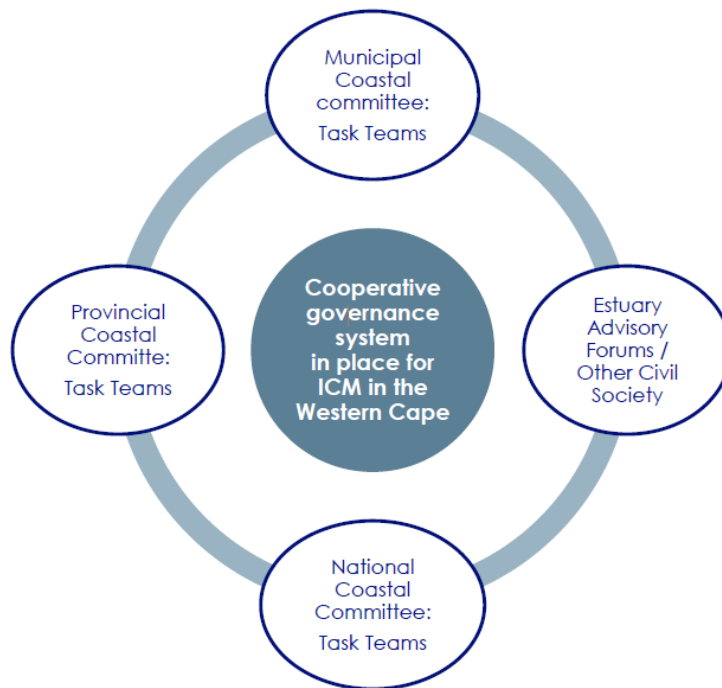 Municipal
Coastal
committee:
Task Teams
Provincial
Coastal
Committe:
Task Teams
Cooperative
governance
system
in place for
ICM in the
Western Cape
Estuary
Advisory
Forums /
Other Civil
Society
National
Coastal
Committee:
Task Teams